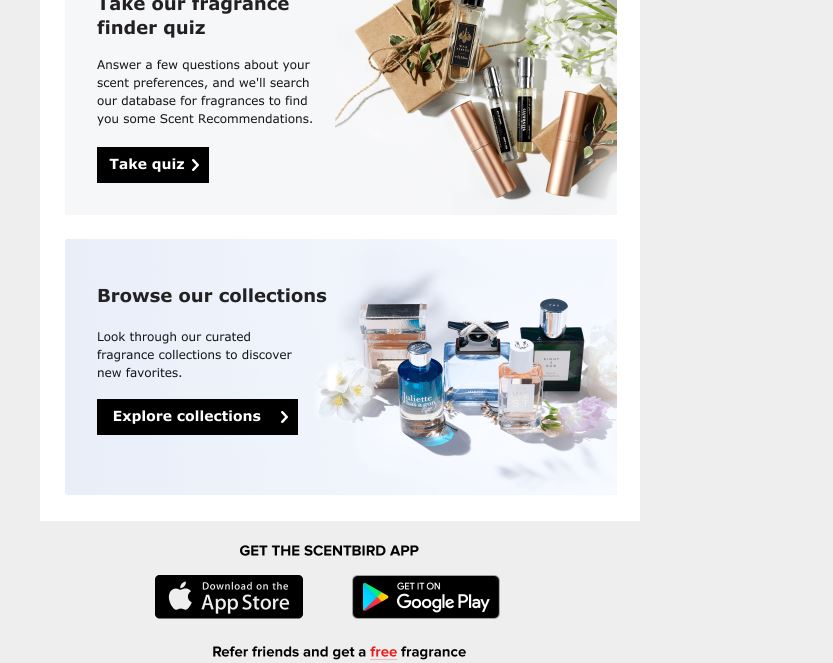 Take our fragrance
finder quiz
Answer a few questions about your
scent preferences, and we'll search
our database for fragrances to find
you some Scent Recommendations.
Take quiz
Browse our collections
Look through our curated
fragrance collections to discover
new favorites.
Explore collections
Juliette
has a gun
GET THE SCENTBIRD APP
Download on the
App Store
GET IT ON
Google Play
Refer friends and get a free fragrance